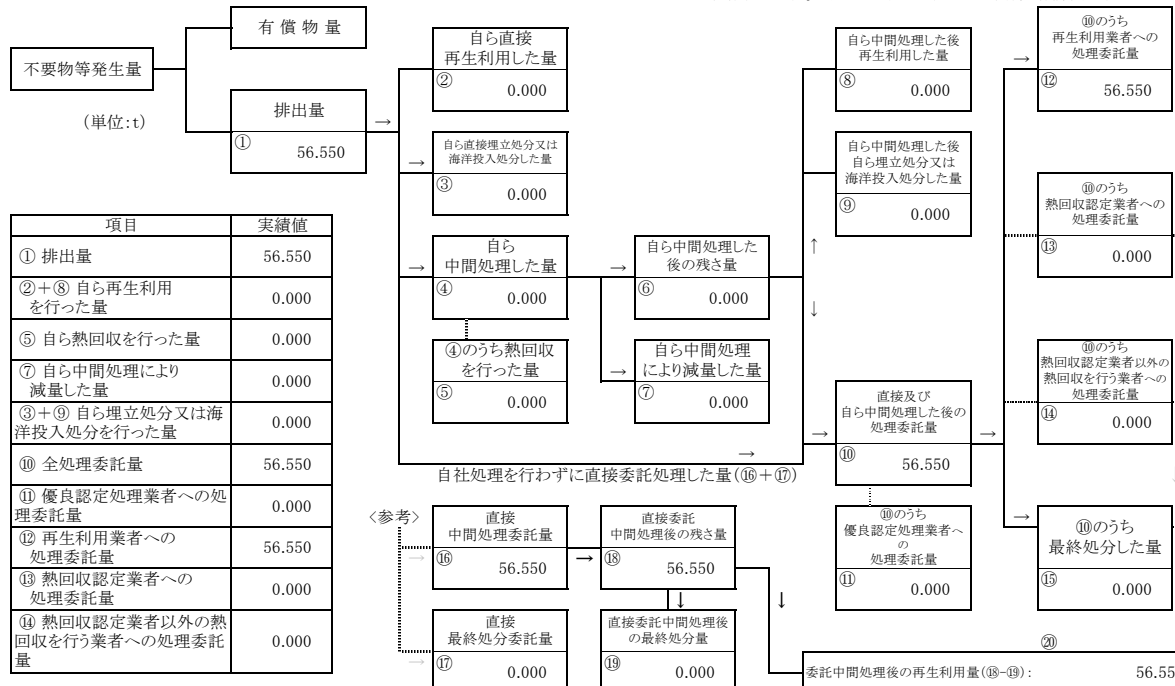 有 償 物 量
不要物等発生量
(単位:t)
排出量
①
56.550
→
自ら直接
再生利用した量
②
0.000
→
自ら直接埋立処分又は
海洋投入処分した量
③
0.000
→
自ら
中間処理した量
④
0.000
④のうち熱回収
を行った量
⑤
0.000
→
自ら中間処理した
後の残さ量
⑥
0.000
→
自ら中間処理
により減量した量
⑦
0.000
自ら中間処理した後
再生利用した量
⑧
0.000
自ら中間処理した後
自ら埋立処分又は
海洋投入処分した量
⑨
0.000
↑
↓
→
→
自社処理を行わずに直接委託処理した量(⑯+⑰)
直接及び
自ら中間処理した後の
処理委託量
⑩
56.550
→
⑩のうち
優良認定処理業者へ
の
処理委託量
⑪
0.000
→
⑩のうち
再生利用業者への
処理委託量
⑫
56.550
⑩のうち
熱回収認定業者への
処理委託量
⑬
0.000
⑩のうち
熱回収認定業者以外の
熱回収を行う業者への
処理委託量
⑭
0.000
→
⑩のうち
最終処分した量
⑮
0.000
項目 実績値
① 排出量 56.550
②+⑧ 自ら再生利用
を行った量 0.000
⑤ 自ら熱回収を行った量 0.000
⑦ 自ら中間処理により
減量した量 0.000
③+⑨ 自ら埋立処分又は海
洋投入処分を行った量 0.000
⑩ 全処理委託量 56.550
⑪ 優良認定処理業者への処
理委託量 0.000
⑫ 再生利用業者への
処理委託量 56.550
⑬ 熱回収認定業者への
処理委託量 0.000
⑭ 熱回収認定業者以外の熱
回収を行う業者への処理委託
量 0.000
〈参考〉
→
直接
中間処理委託量
⑯
56.550
→
直接委託
中間処理後の残さ量
⑱
56.550
↓
↓
→
直接
最終処分委託量
⑰
0.000
直接委託中間処理後
の最終処分量
⑲
0.000
⑳
委託中間処理後の再生利用量(⑱-⑲): 56.55